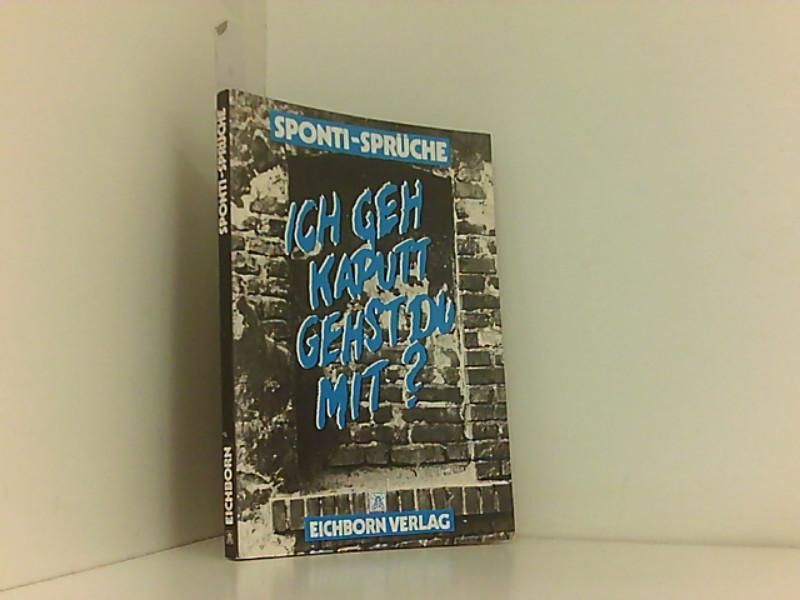 SPONTI-SPRÜCHE
ICH GEH
KAPUTT
GEHST DU
MIT?
EICHBORN VERLAG
SPONTI-SPRÜCHE
EICHBORN